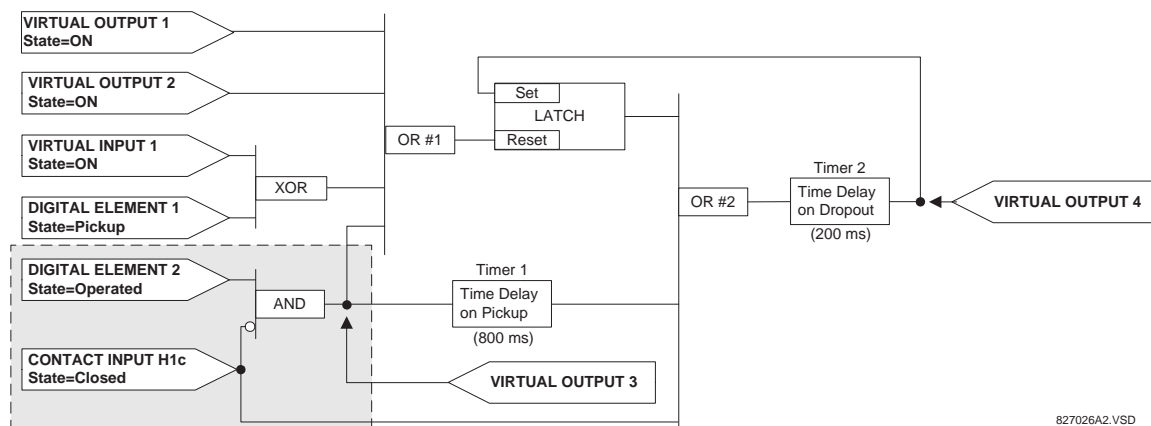 VIRTUAL OUTPUT 1
State=ON
VIRTUAL OUTPUT 2
State=ON
VIRTUAL INPUT 1
State=ON
DIGITAL ELEMENT 1
State=Pickup
DIGITAL ELEMENT 2
State=Operated
CONTACT INPUT H1c
State=Closed
XOR
AND
OR #1
Set
LATCH
Reset
Timer 1
Time Delay
on Pickup
(800 ms)
VIRTUAL OUTPUT 3
OR #2
Timer 2
Time Delay
on Dropout
(200 ms)
VIRTUAL OUTPUT 4
827026A2.VSD